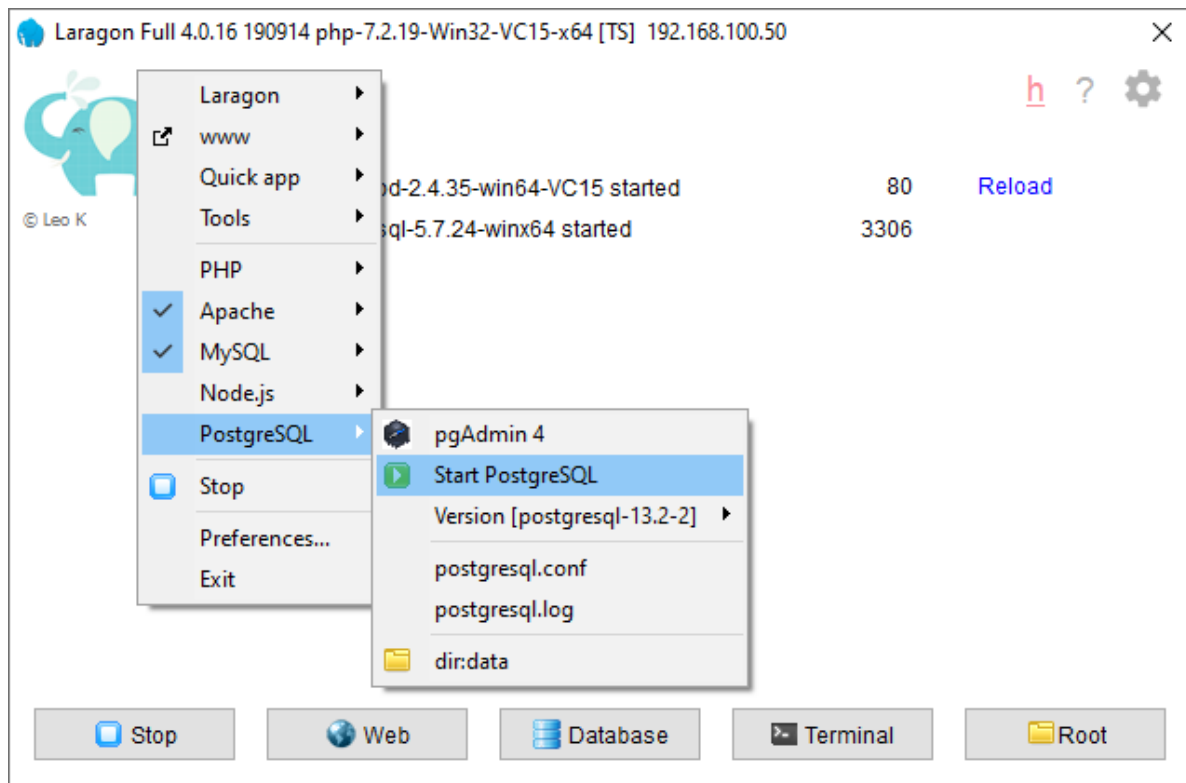 Laragon Full 4.0.16 190914 php-7.2.19-Win32-VC15-x64 [TS] 192.168.100.50
h ?
© Leo K
Laragon
www
Quick app
Tools
PHP
Apache
MySQL
Node.js
PostgreSQL
Stop
Preferences...
Exit
-2.4.35-win64-VC15 started 80 Reload
-5.7.24-winx64 started 3306
pgAdmin 4
Start PostgreSQL
Version [postgresql-13.2-2]
postgresql.conf
postgresql.log
dir:data
Stop Web Database Terminal Root